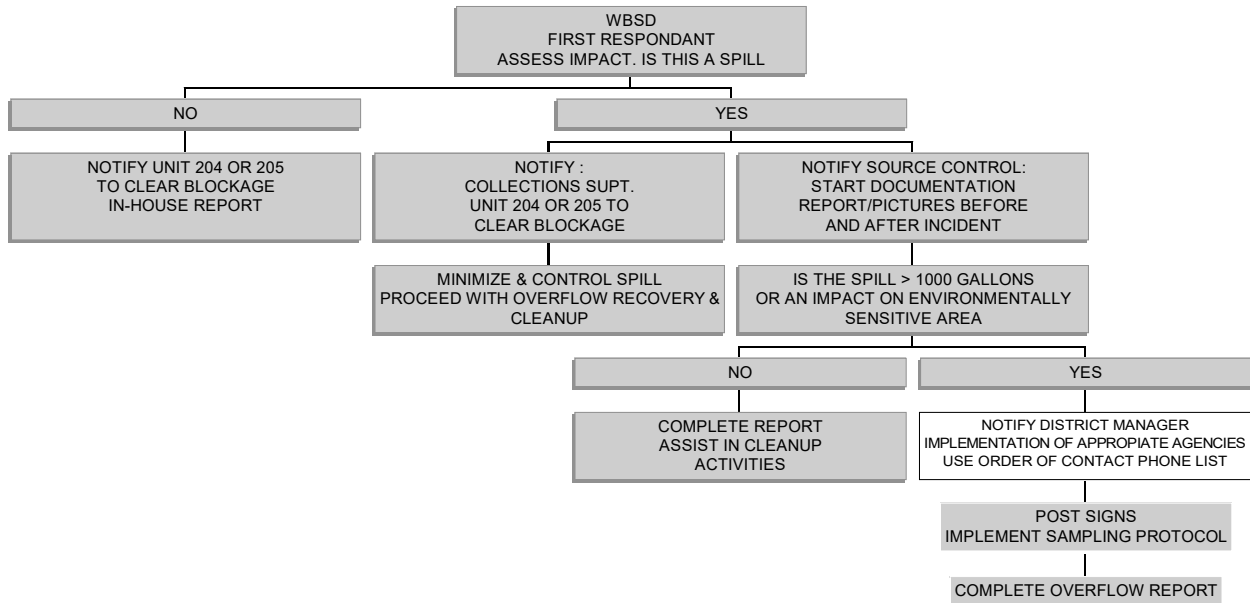 WBSD
FIRST RESPONDANT
ASSESS IMPACT. IS THIS A SPILL
NO
YES
NOTIFY UNIT 204 OR 205
TO CLEAR BLOCKAGE
IN-HOUSE REPORT
NOTIFY :
COLLECTIONS SUPT.
UNIT 204 OR 205 TO
CLEAR BLOCKAGE
NOTIFY SOURCE CONTROL:
START DOCUMENTATION
REPORT/PICTURES BEFORE
AND AFTER INCIDENT
MINIMIZE & CONTROL SPILL
PROCEED WITH OVERFLOW RECOVERY &
CLEANUP
IS THE SPILL > 1000 GALLONS
OR AN IMPACT ON ENVIRONMENTALLY
SENSITIVE AREA
NO
YES
COMPLETE REPORT
ASSIST IN CLEANUP
ACTIVITIES
NOTIFY DISTRICT MANAGER
IMPLEMENTATION OF APPROPIATE AGENCIES
USE ORDER OF CONTACT PHONE LIST
POST SIGNS
IMPLEMENT SAMPLING PROTOCOL
COMPLETE OVERFLOW REPORT